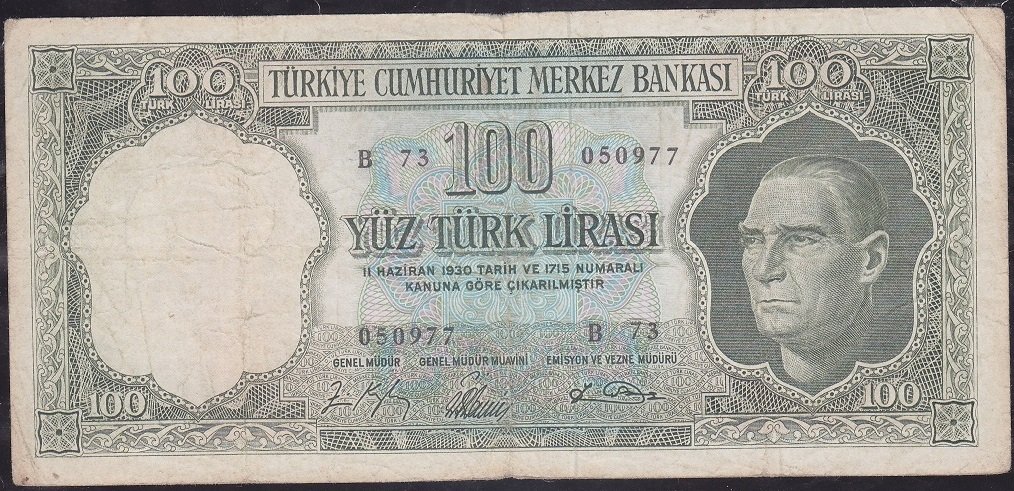 100 TÜRK LİRASI
TÜRKİYE CUMHURİYET MERKEZ BANKASI
100 TÜRK LİRASI
B 73 100 050977
YÜZ TÜRK LİRASI
11 HAZİRAN 1930 TARİH VE 1715 NUMARALI
KANUNA GÖRE ÇIKARILMIŞTIR
050977 B 73
GENEL MÜDÜR GENEL MÜDÜR MUAVİNİ EMİSYON VE VEZNE MÜDÜRÜ
100 100